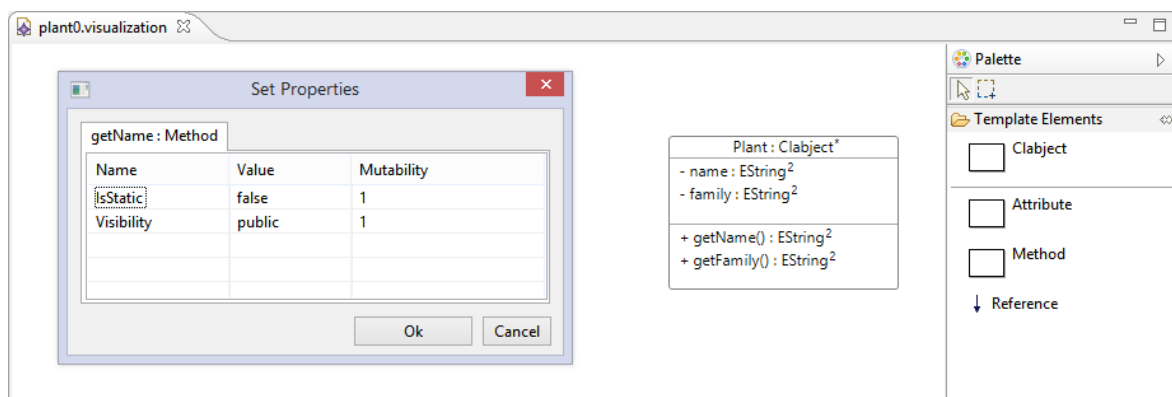 plant0.visualization
Set Properties
getName : Method
Name Value Mutability
IsStatic false 1
Visibility public 1
Ok Cancel
Plant : Clabject*
- name : EString2
- family : EString2
+ getName() : EString2
+ getFamily() : EString2
Palette
Template Elements
Clabject
Attribute
Method
Reference